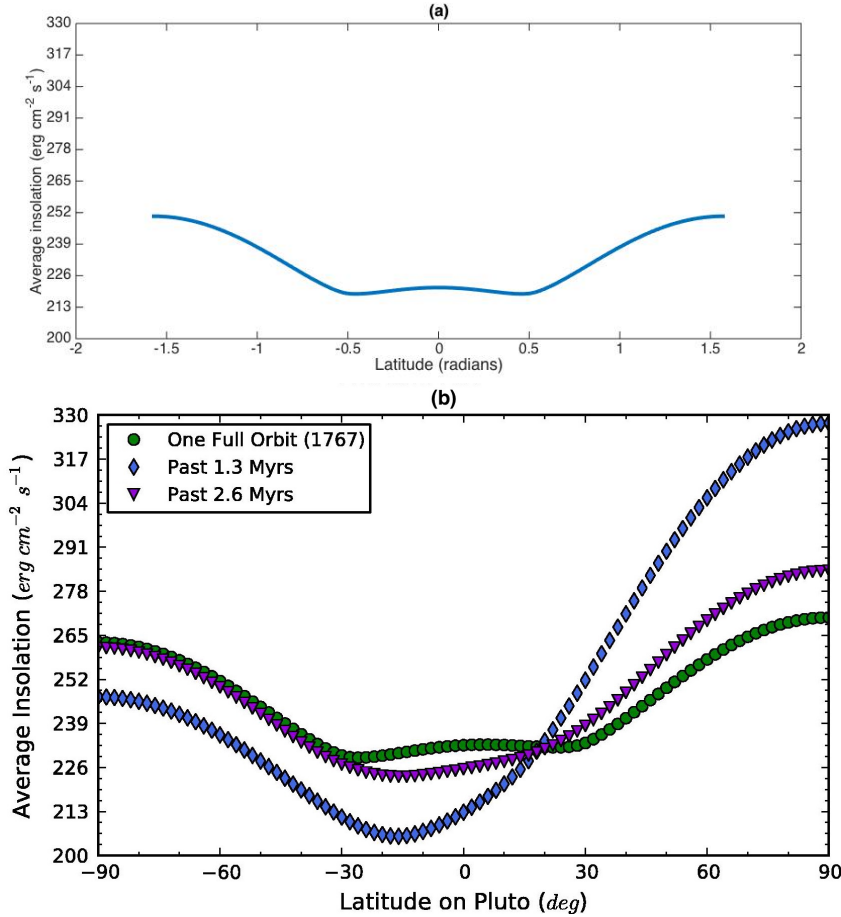 (a)
330
317
304
291
278
265
252
239
226
213
200
Average insolation (erg cm⁻² s⁻¹)
-2 -1.5 -1 -0.5 0 0.5 1 1.5 2
Latitude (radians)
(b)
330
317
304
291
278
265
252
239
226
213
200
Average Insolation (erg cm⁻² s⁻¹)
One Full Orbit (1767)
Past 1.3 Myrs
Past 2.6 Myrs
−90 −60 −30 0 30 60 90
Latitude on Pluto (deg)